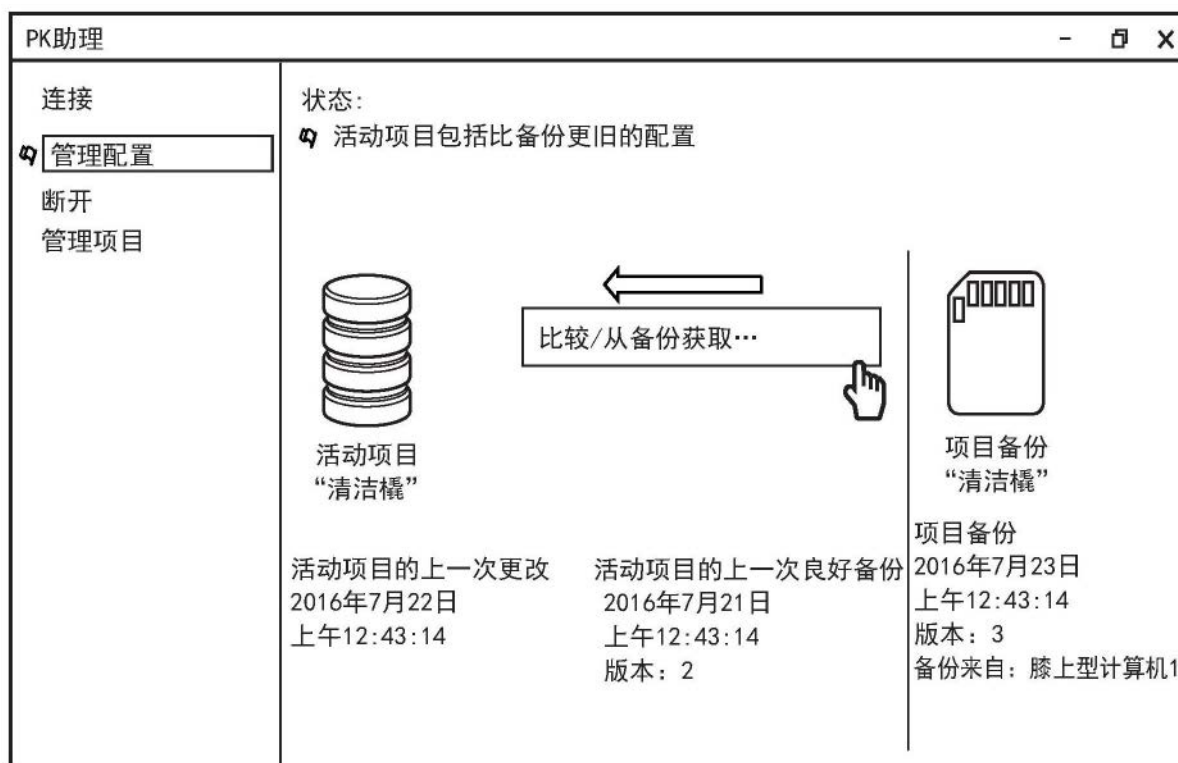 PK助理
连接
管理配置
断开
管理项目
状态:
活动项目包括比备份更旧的配置
比较/从备份获取…
活动项目
“清洁橇”
项目备份
“清洁橇”
活动项目的上一次更改
2016年7月22日
上午12:43:14
活动项目的上一次良好备份
2016年7月21日
上午12:43:14
版本: 2
项目备份
2016年7月23日
上午12:43:14
版本: 3
备份来自: 膝上型计算机1